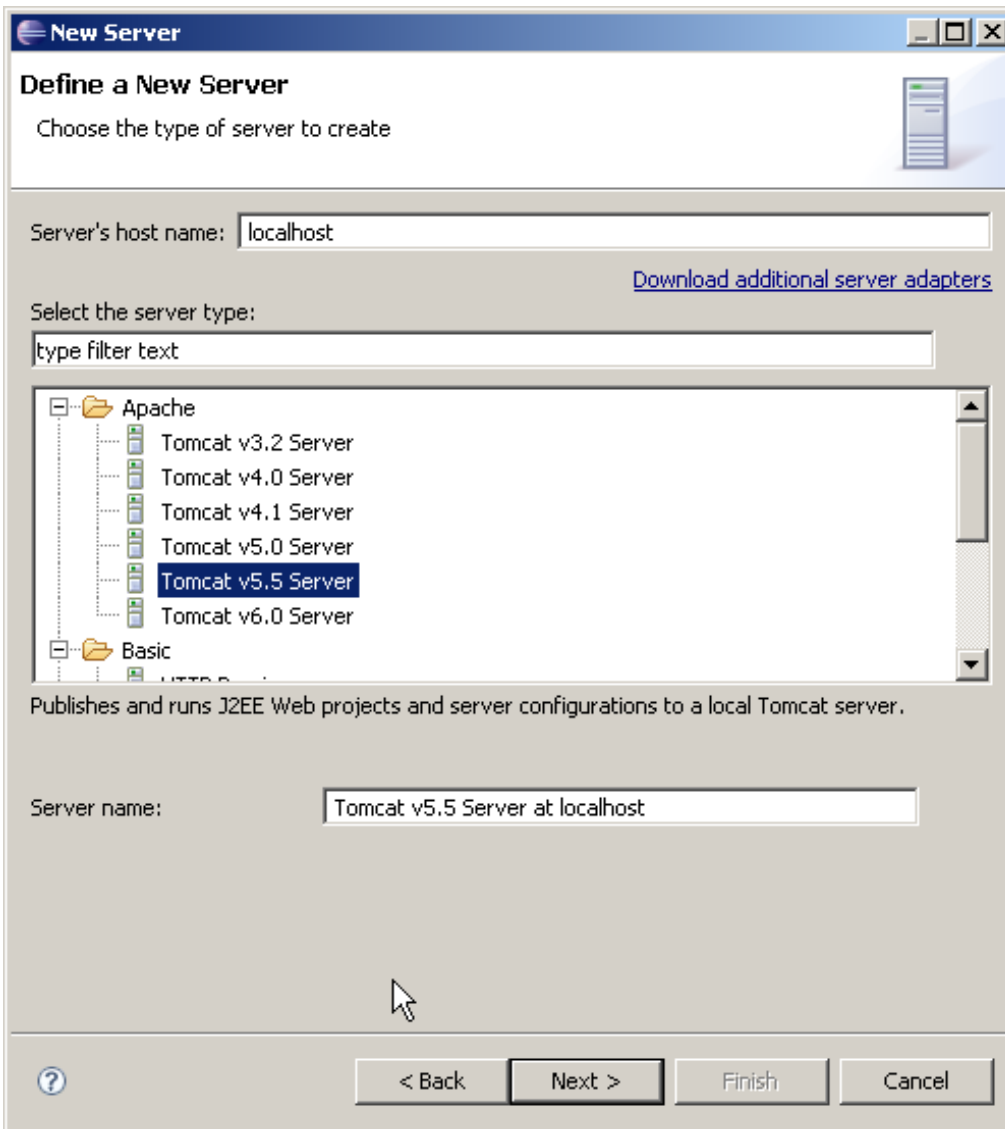 New Server
Define a New Server
Choose the type of server to create
Server's host name: localhost
Download additional server adapters
Select the server type:
type filter text
Apache
Tomcat v3.2 Server
Tomcat v4.0 Server
Tomcat v4.1 Server
Tomcat v5.0 Server
Tomcat v5.5 Server
Tomcat v6.0 Server
Basic
Publishes and runs J2EE Web projects and server configurations to a local Tomcat server.
Server name: Tomcat v5.5 Server at localhost
? < Back Next > Finish Cancel